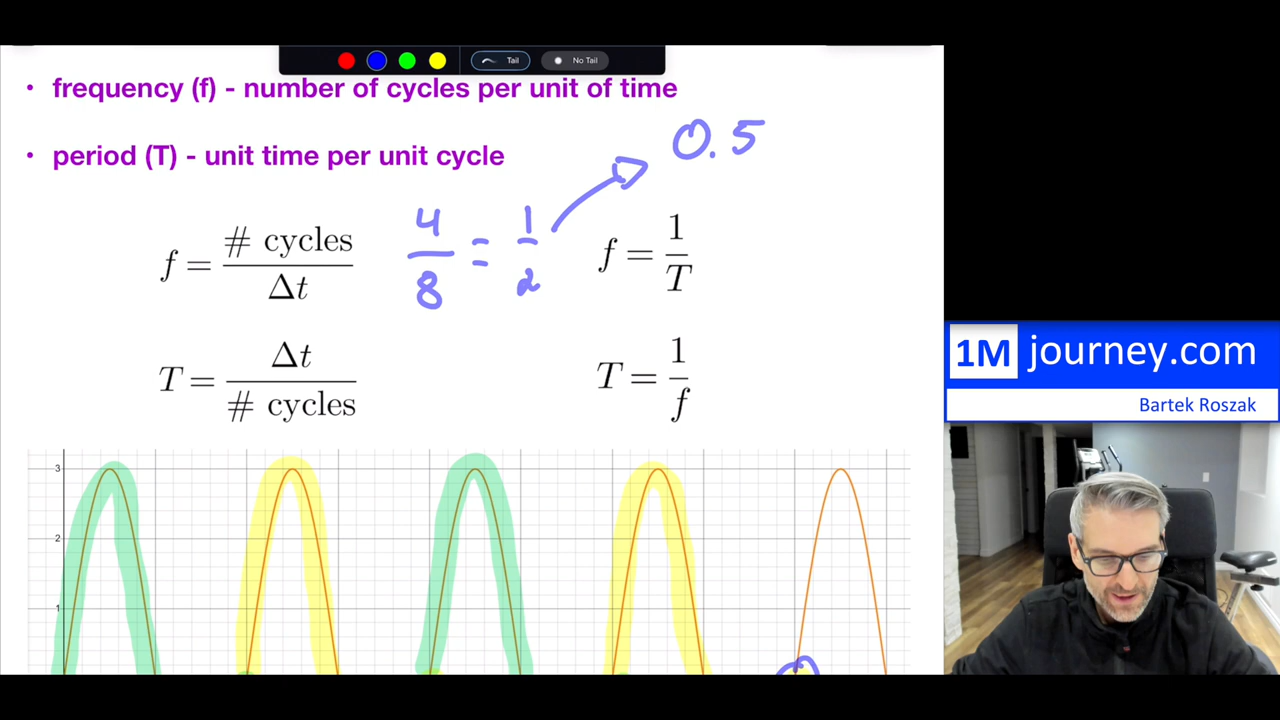 Tail No Tail
• frequency (f) - number of cycles per unit of time
0.5
• period (T) - unit time per unit cycle
f = # cycles / Δt 4/8 = 1/2 f = 1/T
T = Δt / # cycles T = 1/f
1M journey.com
Bartek Roszak
3
2
1